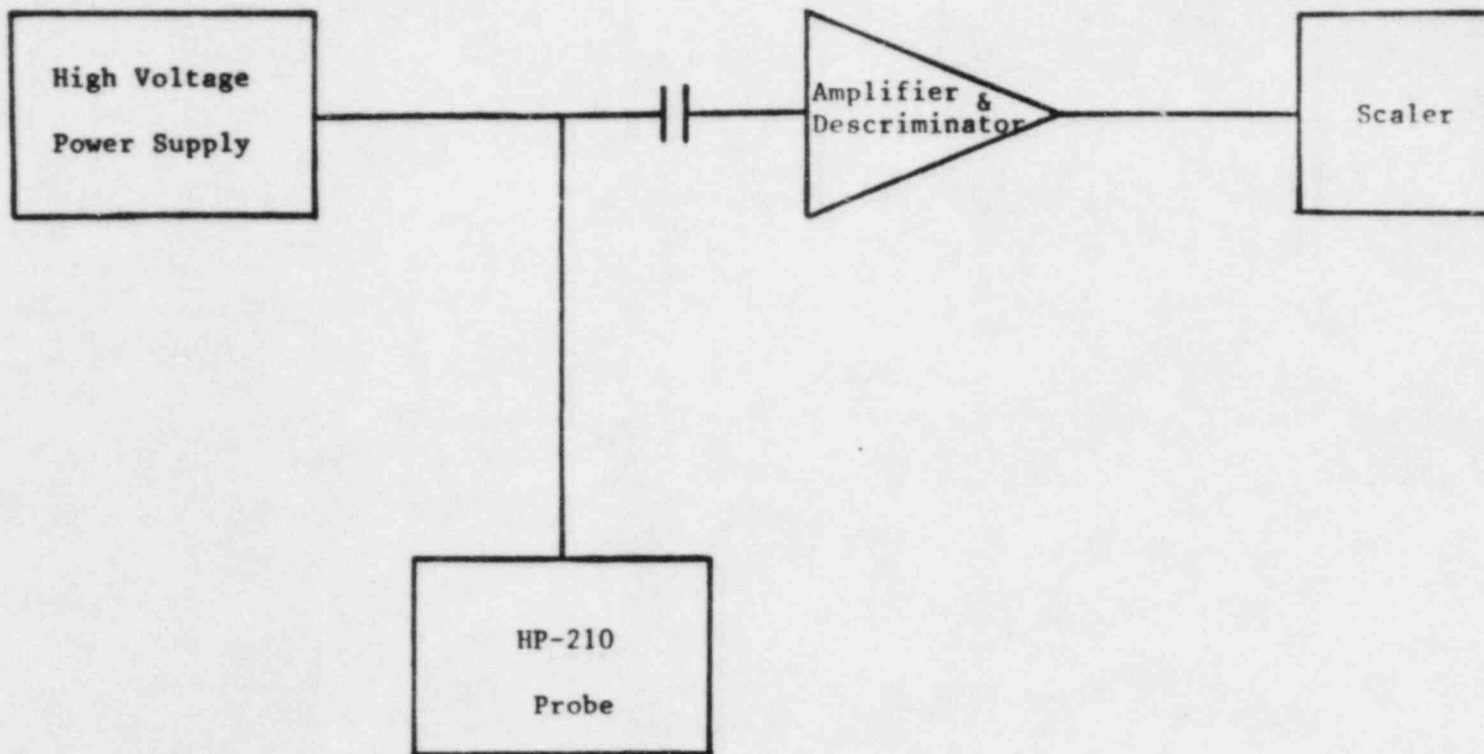 High Voltage
Power Supply
Amplifier &
Descriminator
Scaler
HP-210
Probe